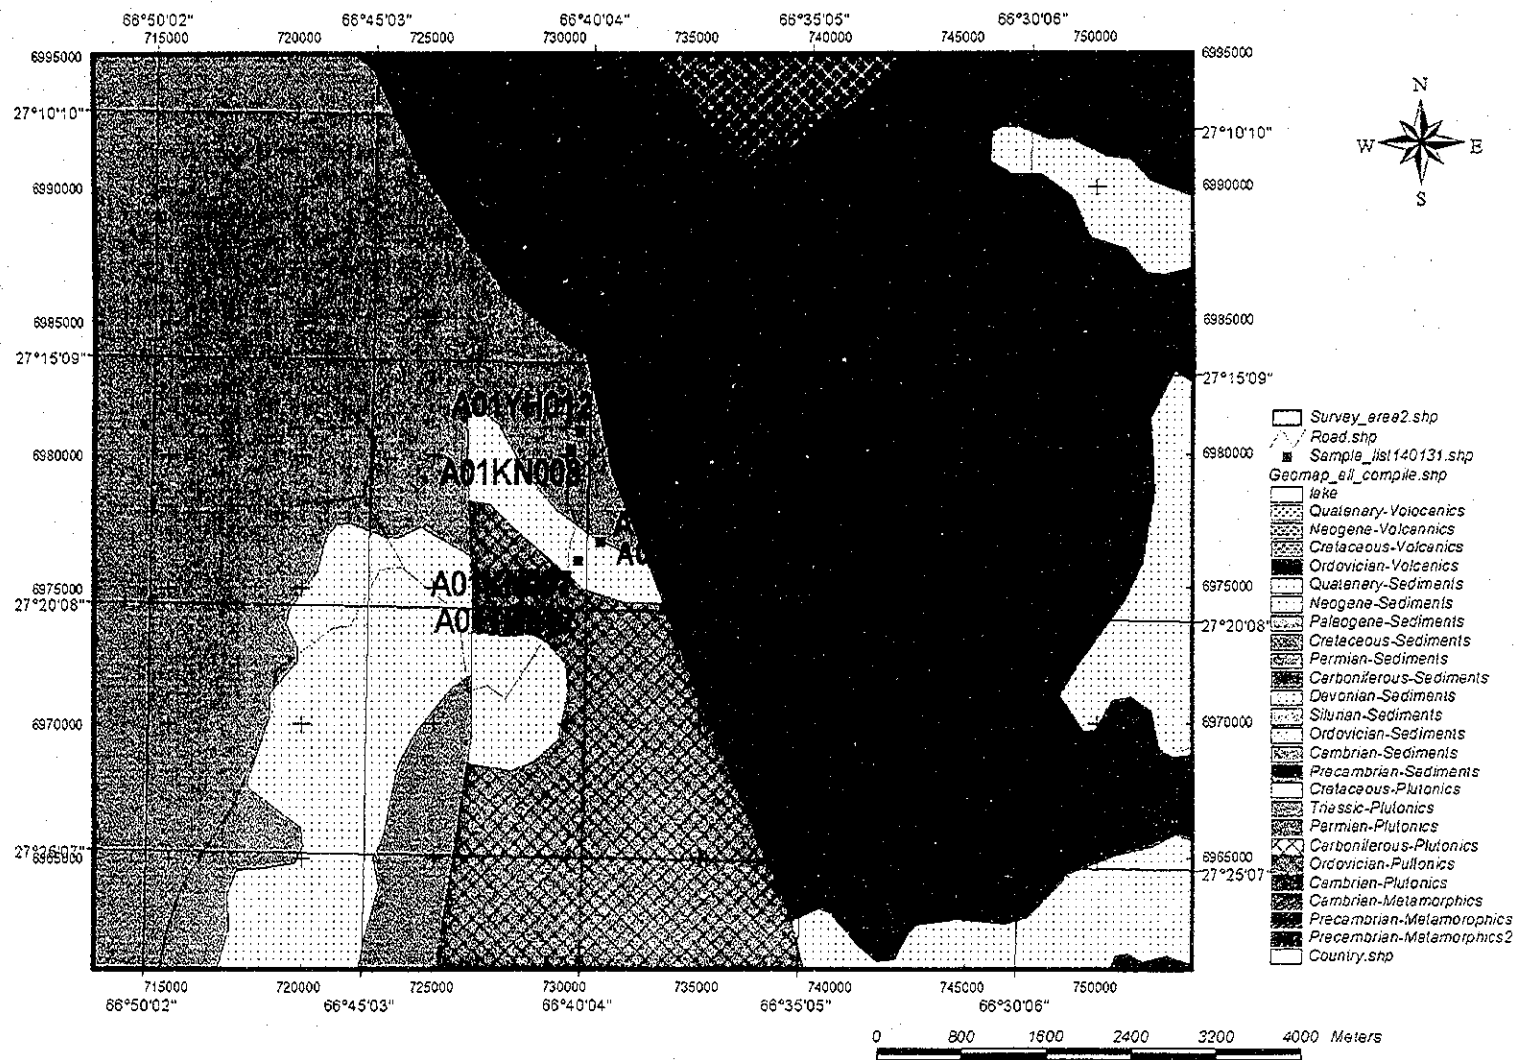 66°50'02" 66°45'03" 66°40'04" 66°35'05" 66°30'06"
715000 720000 725000 730000 735000 740000 745000 750000
6995000 6995000
27°10'10" 27°10'10"
6990000 6990000
6985000 6985000
27°15'09" 27°15'09"
6980000 6980000
6975000 6975000
27°20'08" 27°20'08"
6970000 6970000
6965000
27°25'07"
A01YH012
A01KN008
N
W E
S
Survey_area2.shp
Road.shp
Sample_list140131.shp
Geomap_all_compile.shp
lake
Quatenary-Volocanics
Neogene-Volcannics
Cretaceous-Volcanics
Ordovician-Volcanics
Quatenary-Sediments
Neogene-Sediments
Paleogene-Sediments
Cretaceous-Sediments
Permian-Sediments
Carboniferous-Sediments
Devonian-Sediments
Silurian-Sediments
Ordovician-Sediments
Cambrian-Sediments
Precambrian-Sediments
Cretaceous-Plutonics
Triassic-Plutonics
Permian-Plutonics
Carboniferous-Plutonics
Ordovician-Pultonics
Cambrian-Plutonics
Cambrian-Metamorphics
Precambrian-Metamorophics
Precambrian-Metamorphics2
Country.shp
715000 720000 725000 730000 735000 740000 745000 750000
66°50'02" 66°45'03" 66°40'04" 66°35'05" 66°30'06"
0 800 1600 2400 3200 4000 Meters